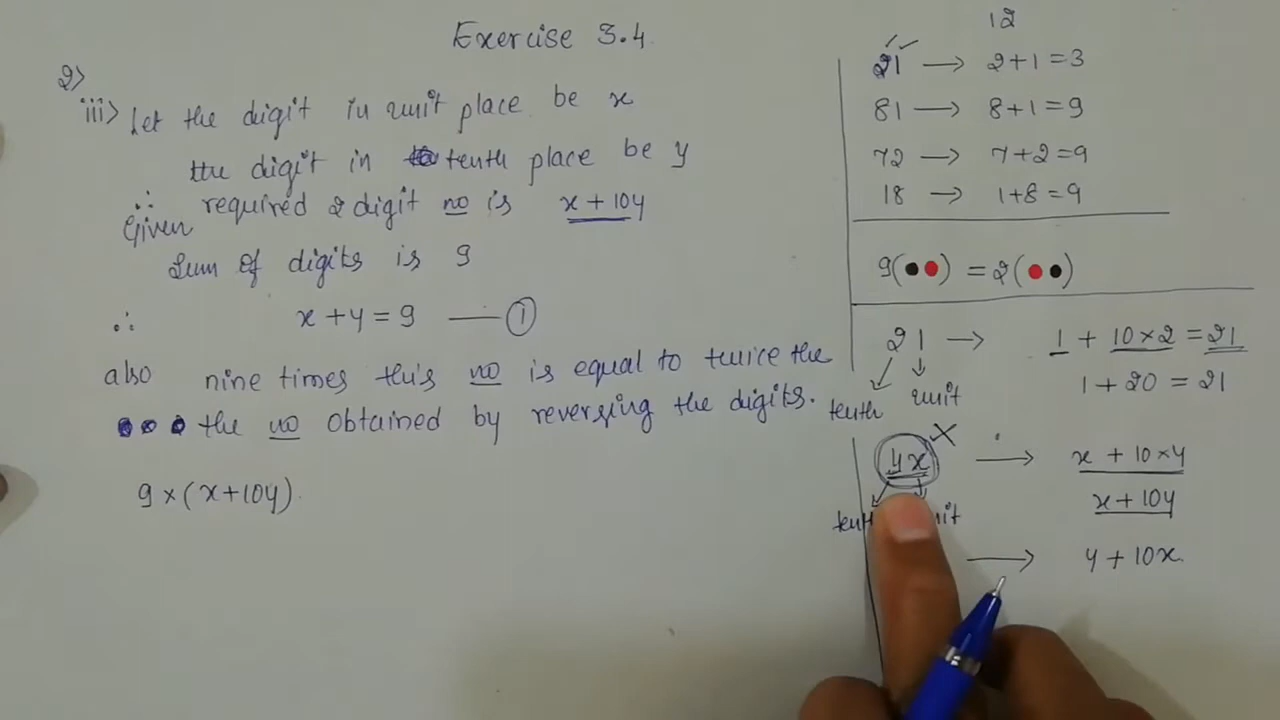 Exercise 3.4
2>
iii> Let the digit in unit place be x
the digit in tenth place be y
∴ required 2 digit no is x + 10y
Given
Sum of digits is 9
∴ x + y = 9 —— ①
also nine times this no is equal to twice the
the no obtained by reversing the digits.
9 × (x+10y)
12
21 → 2+1 = 3
81 → 8+1 = 9
72 → 7+2 = 9
18 → 1+8 = 9
9( ) = 2( )
21 → 1 + 10×2 = 21
1 + 20 = 21
tenth unit
yx → x + 10×y
x + 10y
→ y + 10x